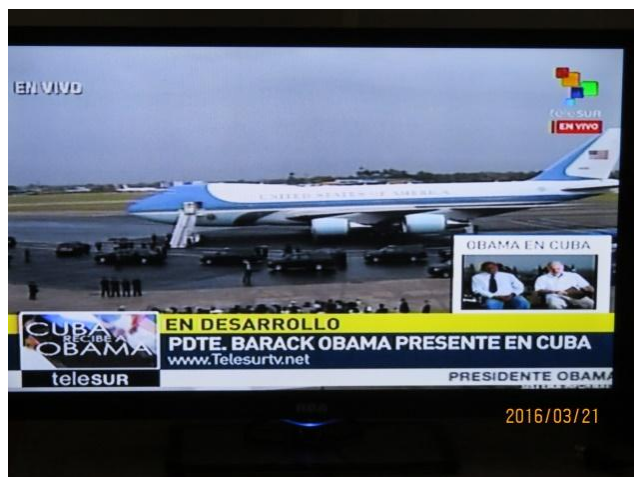 EN VIVO
teleSUR
EN VIVO
UNITED STATES OF AMERICA
OBAMA EN CUBA
CUBA
RECIBE A
OBAMA
EN DESARROLLO
PDTE. BARACK OBAMA PRESENTE EN CUBA
www.Telesurtv.net
teleSUR
PRESIDENTE OBAMA
RCA
2016/03/21